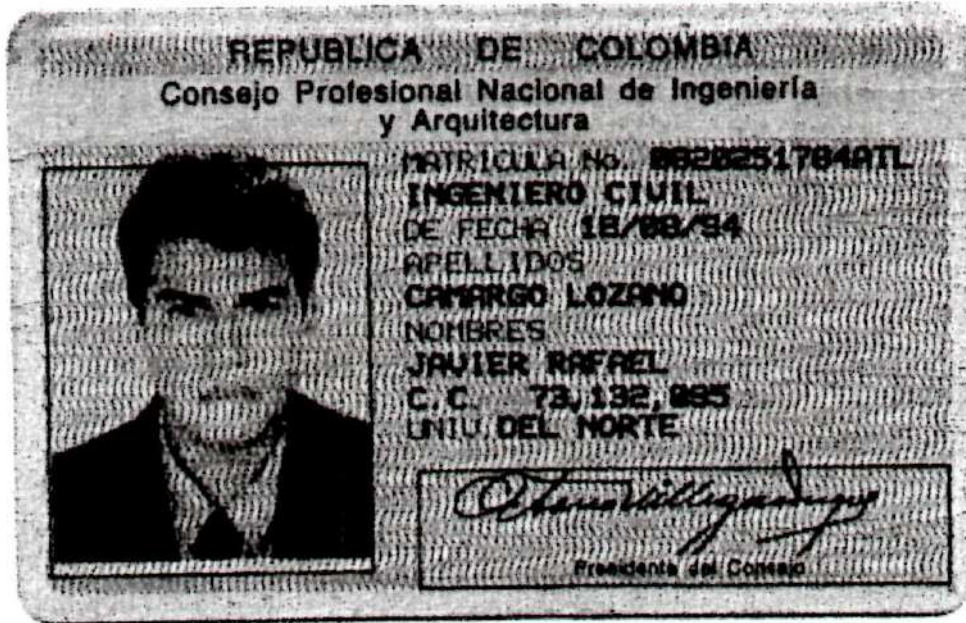 REPUBLICA DE COLOMBIA
Consejo Profesional Nacional de Ingeniería
y Arquitectura
MATRICULA No. 0820251784ATL
INGENIERO CIVIL
DE FECHA 18/08/94
APELLIDOS
CAMARGO LOZANO
NOMBRES
JAVIER RAFAEL
C.C. 73,132,095
UNIV DEL NORTE
Presidente del Consejo